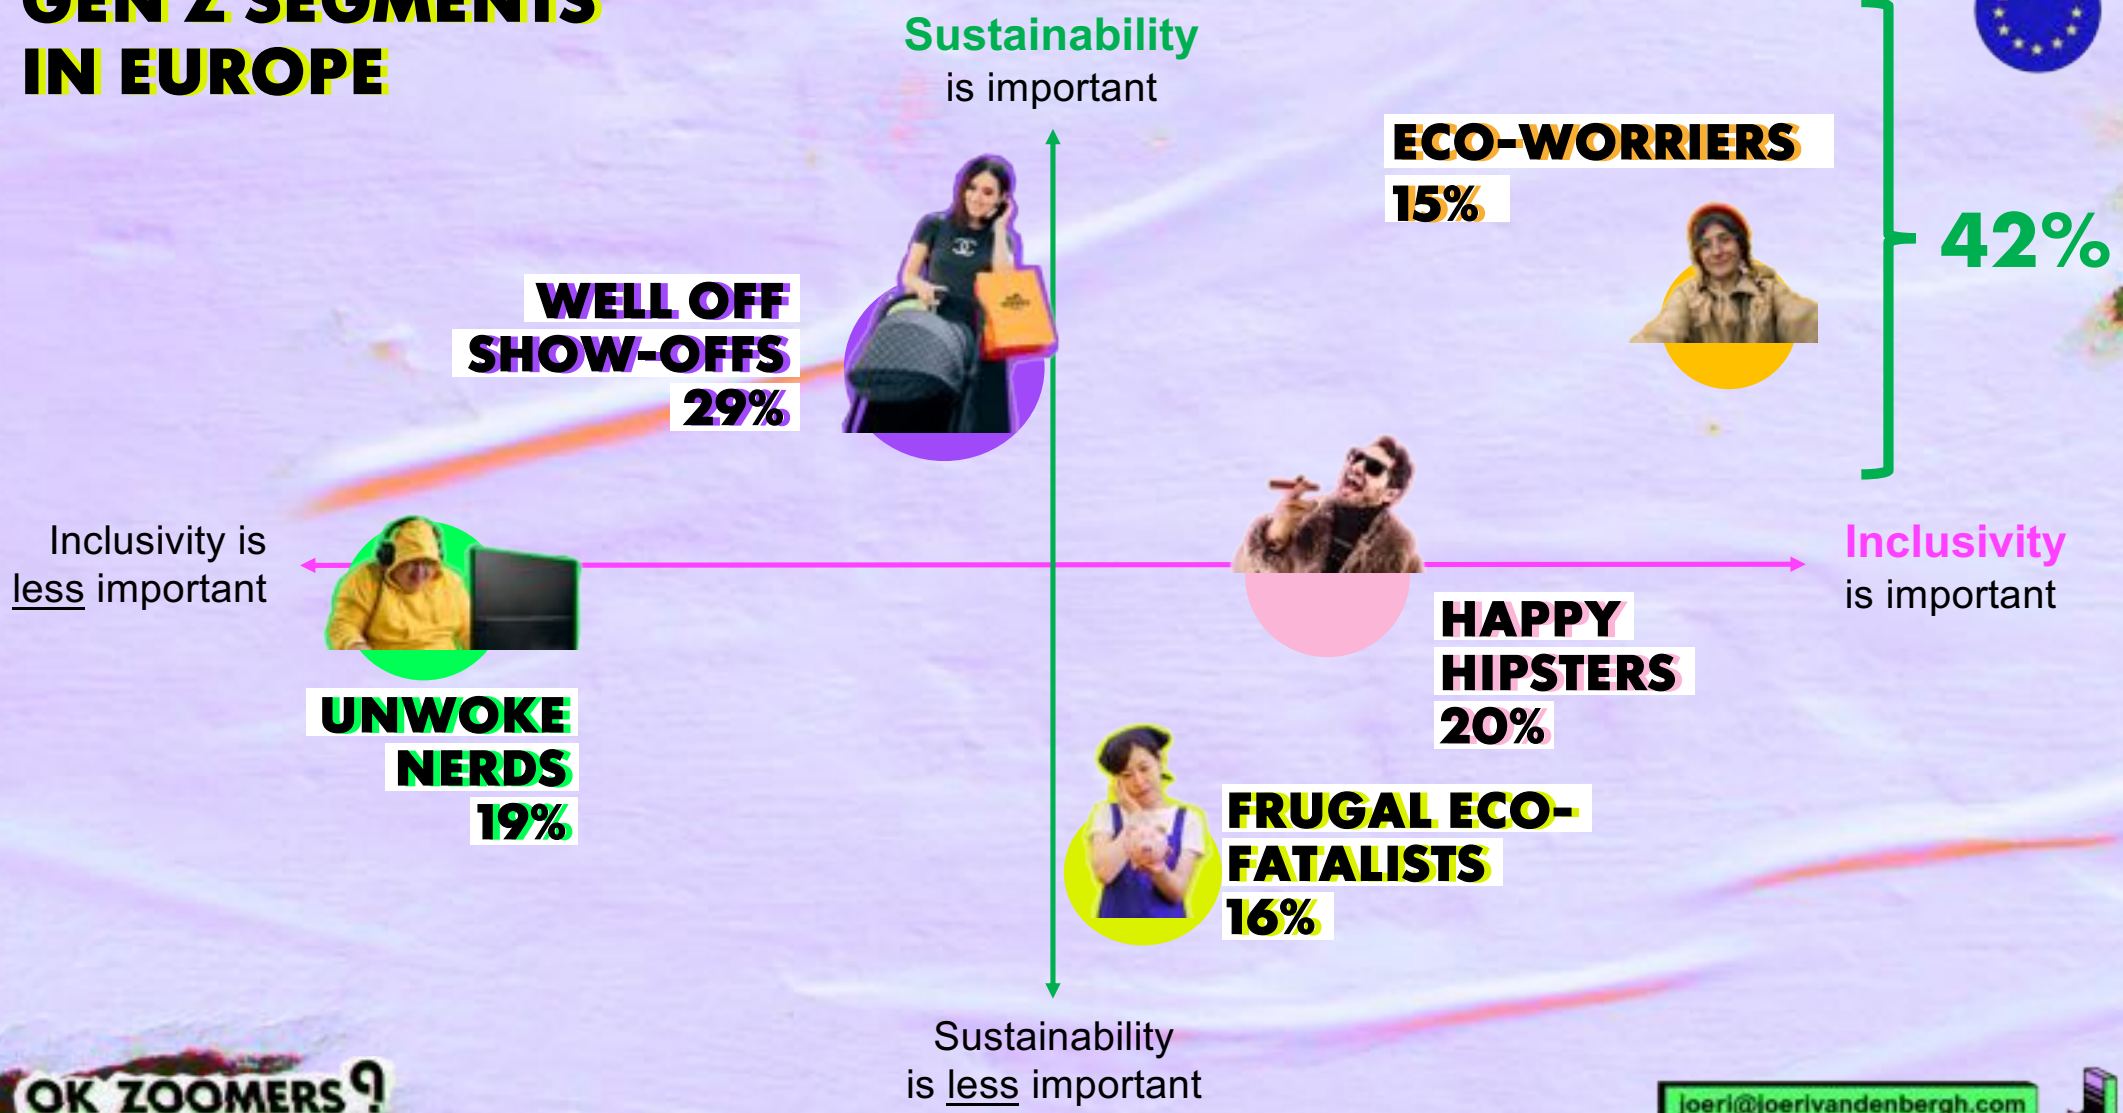 GEN Z SEGMENTS
IN EUROPE
Sustainability
is important
ECO-WORRIERS
15%
42%
WELL OFF
SHOW-OFFS
29%
Inclusivity is
less important
Inclusivity
is important
HAPPY
HIPSTERS
20%
UNWOKE
NERDS
19%
FRUGAL ECO-
FATALISTS
16%
Sustainability
is less important
OK ZOOMERS?
joeri@joerivandenbergh.com